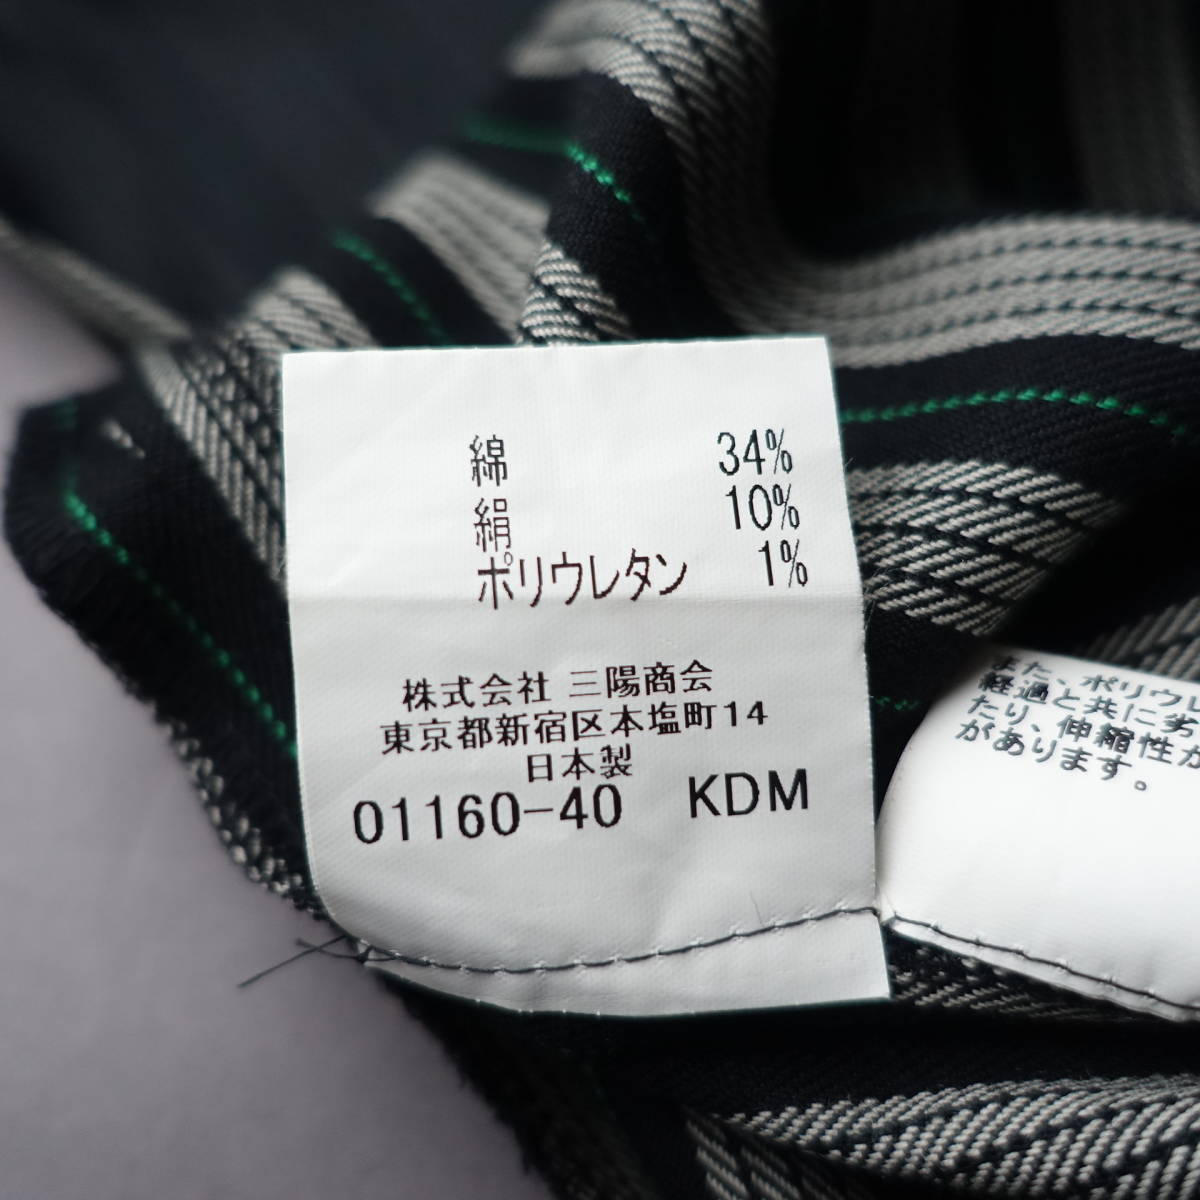 綿 34%
絹 10%
ポリウレタン 1%
株式会社 三陽商会
東京都新宿区本塩町14
日本製
01160-40 KDM
また、ポリウレ
経過と共に劣
たり、伸縮性が
があります。